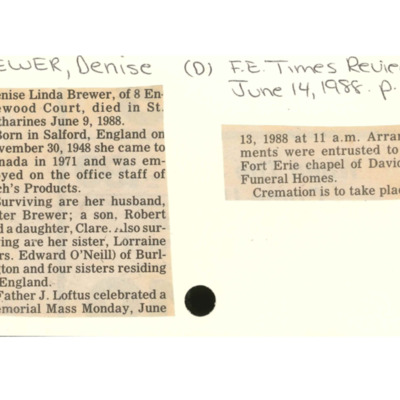 EWER, Denise (D) F.E. Times Review
June 14, 1988. p.
enise Linda Brewer, of 8 En-
ewood Court, died in St.
tharines June 9, 1988.
Born in Salford, England on
vember 30, 1948 she came to
nada in 1971 and was em-
oyed on the office staff of
ch's Products.
Surviving are her husband,
ter Brewer; a son, Robert
d a daughter, Clare. Also sur-
ving are her sister, Lorraine
rs. Edward O'Neill) of Burl-
gton and four sisters residing
England.
Father J. Loftus celebrated a
emorial Mass Monday, June
13, 1988 at 11 a.m. Arran
ments were entrusted to
Fort Erie chapel of David
Funeral Homes.
Cremation is to take plac